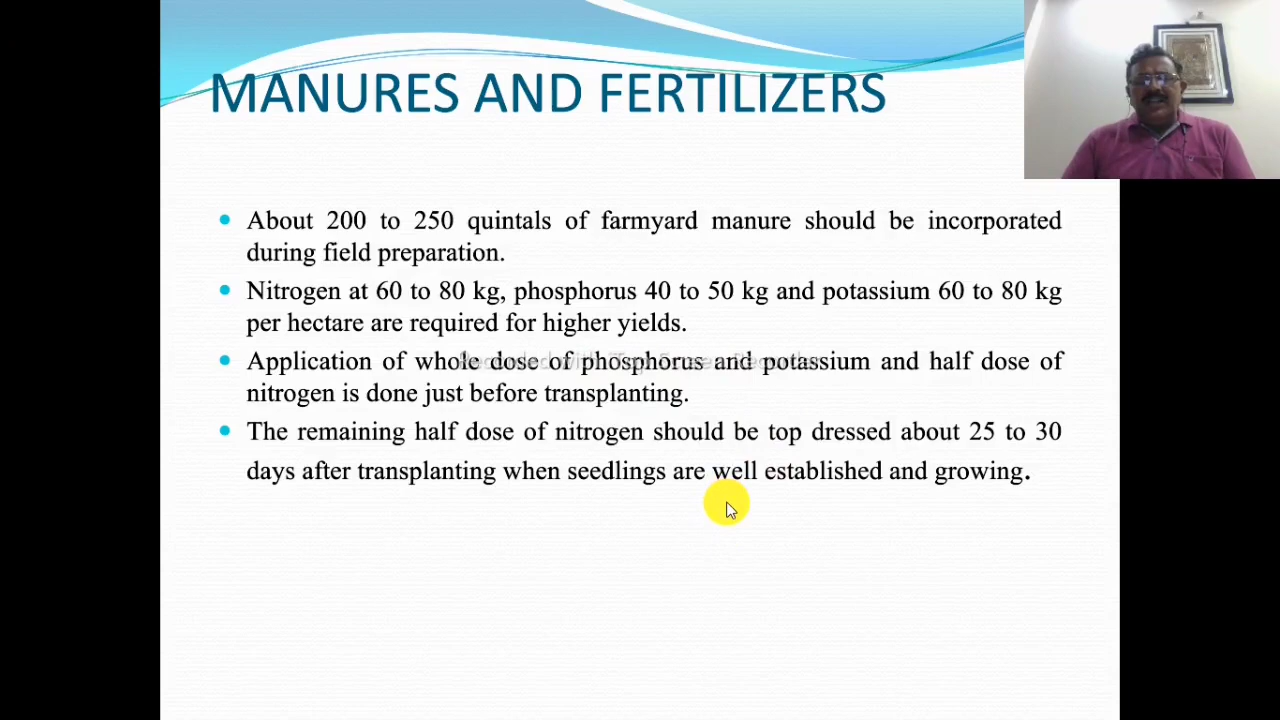 MANURES AND FERTILIZERS
• About 200 to 250 quintals of farmyard manure should be incorporated
during field preparation.
• Nitrogen at 60 to 80 kg, phosphorus 40 to 50 kg and potassium 60 to 80 kg
per hectare are required for higher yields.
• Application of whole dose of phosphorus and potassium and half dose of
nitrogen is done just before transplanting.
• The remaining half dose of nitrogen should be top dressed about 25 to 30
days after transplanting when seedlings are well established and growing.